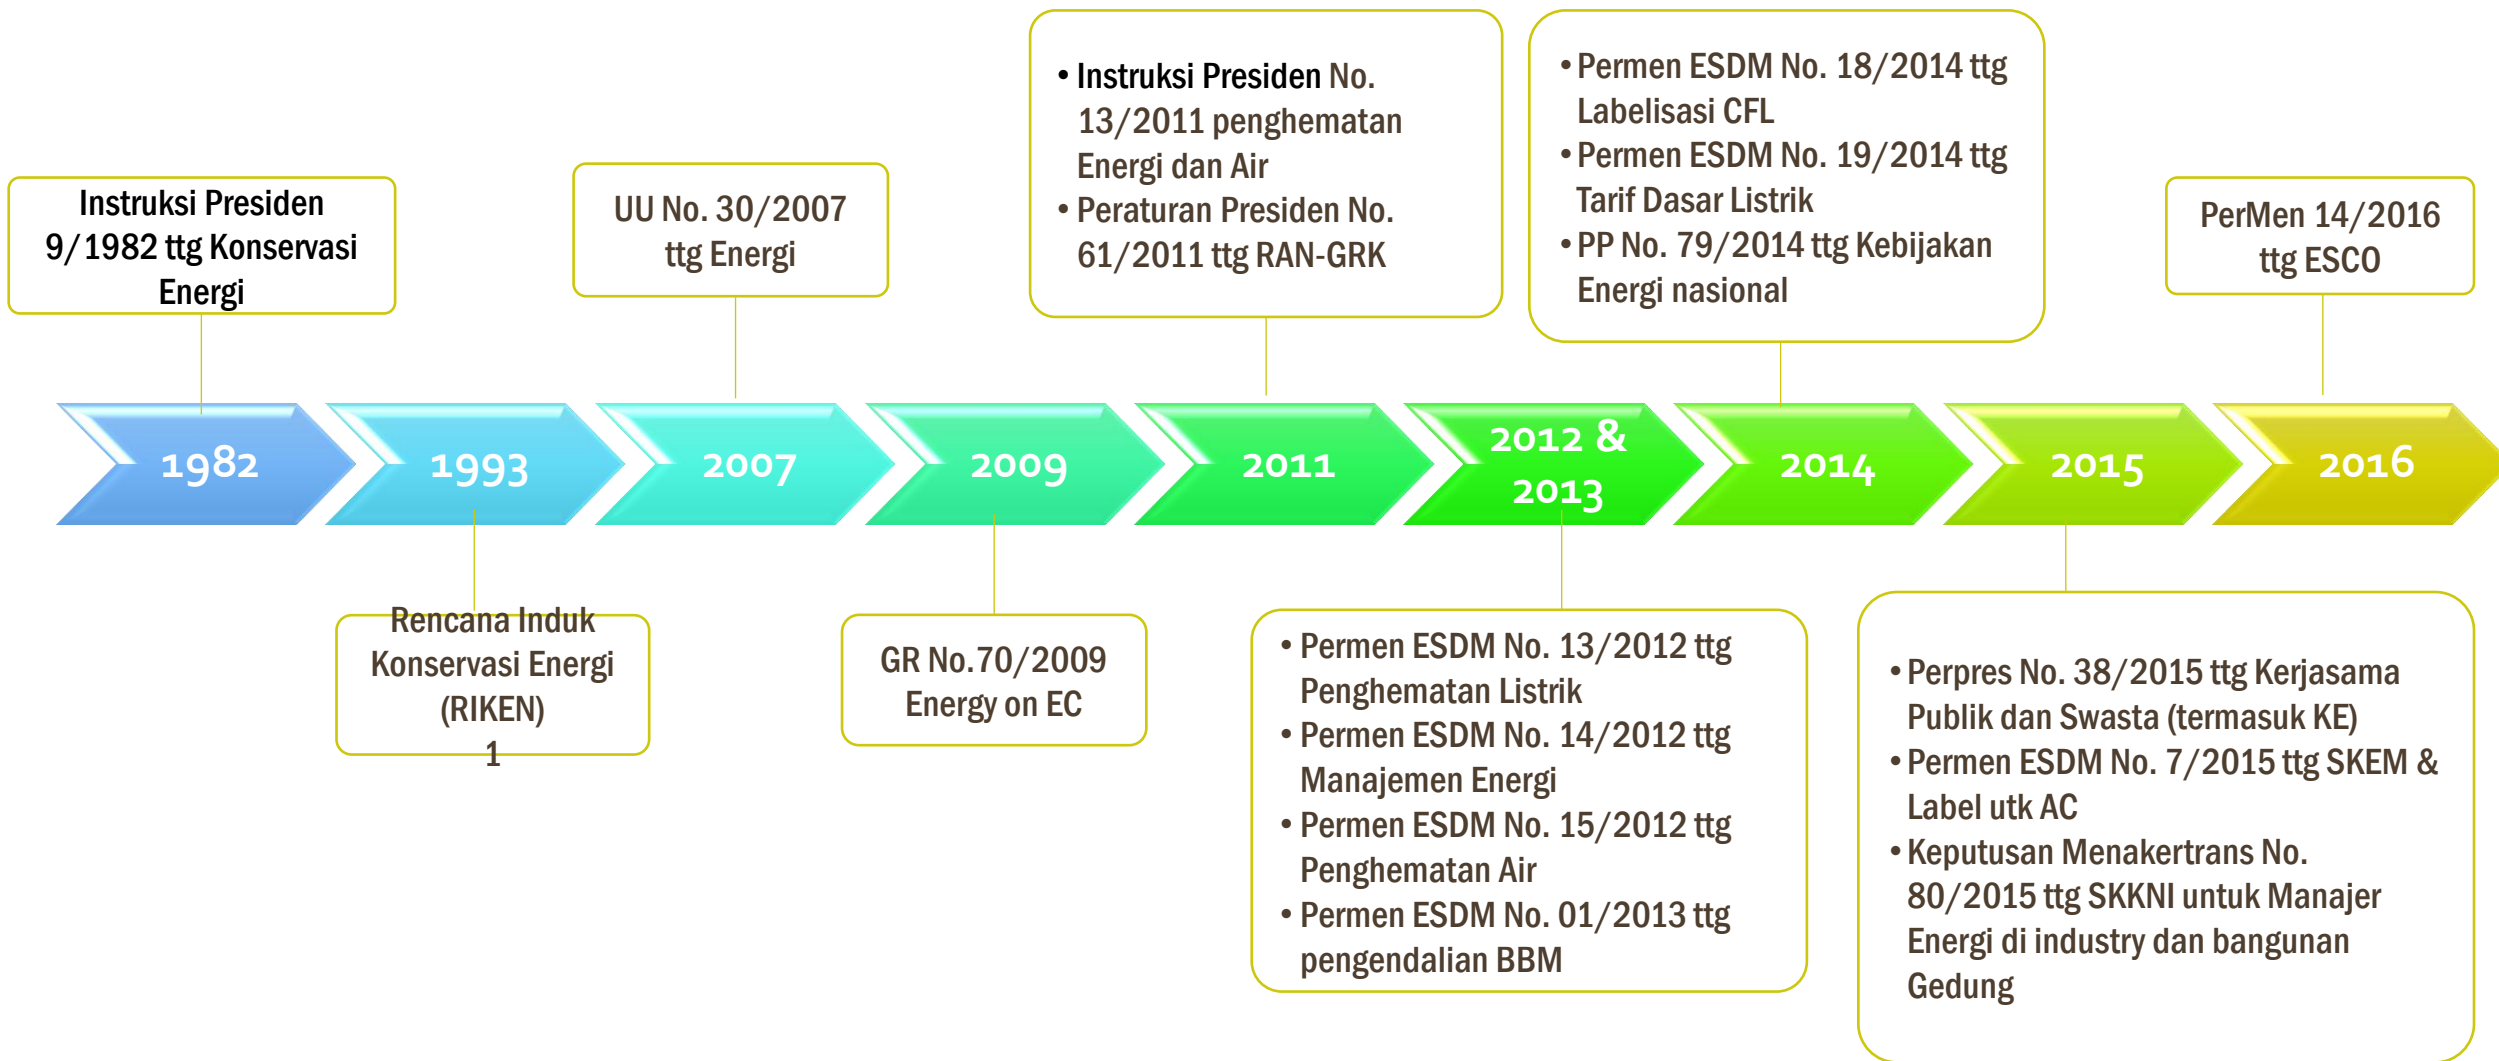 Instruksi Presiden
9/1982 ttg Konservasi
Energi
UU No. 30/2007
ttg Energi
• Instruksi Presiden No.
13/2011 penghematan
Energi dan Air
• Peraturan Presiden No.
61/2011 ttg RAN-GRK
• Permen ESDM No. 18/2014 ttg
Labelisasi CFL
• Permen ESDM No. 19/2014 ttg
Tarif Dasar Listrik
• PP No. 79/2014 ttg Kebijakan
Energi nasional
PerMen 14/2016
ttg ESCO
1982
1993
2007
2009
2011
2012 &
2013
2014
2015
2016
Rencana Induk
Konservasi Energi
(RIKEN)
1
GR No.70/2009
Energy on EC
• Permen ESDM No. 13/2012 ttg
Penghematan Listrik
• Permen ESDM No. 14/2012 ttg
Manajemen Energi
• Permen ESDM No. 15/2012 ttg
Penghematan Air
• Permen ESDM No. 01/2013 ttg
pengendalian BBM
• Perpres No. 38/2015 ttg Kerjasama
Publik dan Swasta (termasuk KE)
• Permen ESDM No. 7/2015 ttg SKEM &
Label utk AC
• Keputusan Menakertrans No.
80/2015 ttg SKKNI untuk Manajer
Energi di industry dan bangunan
Gedung